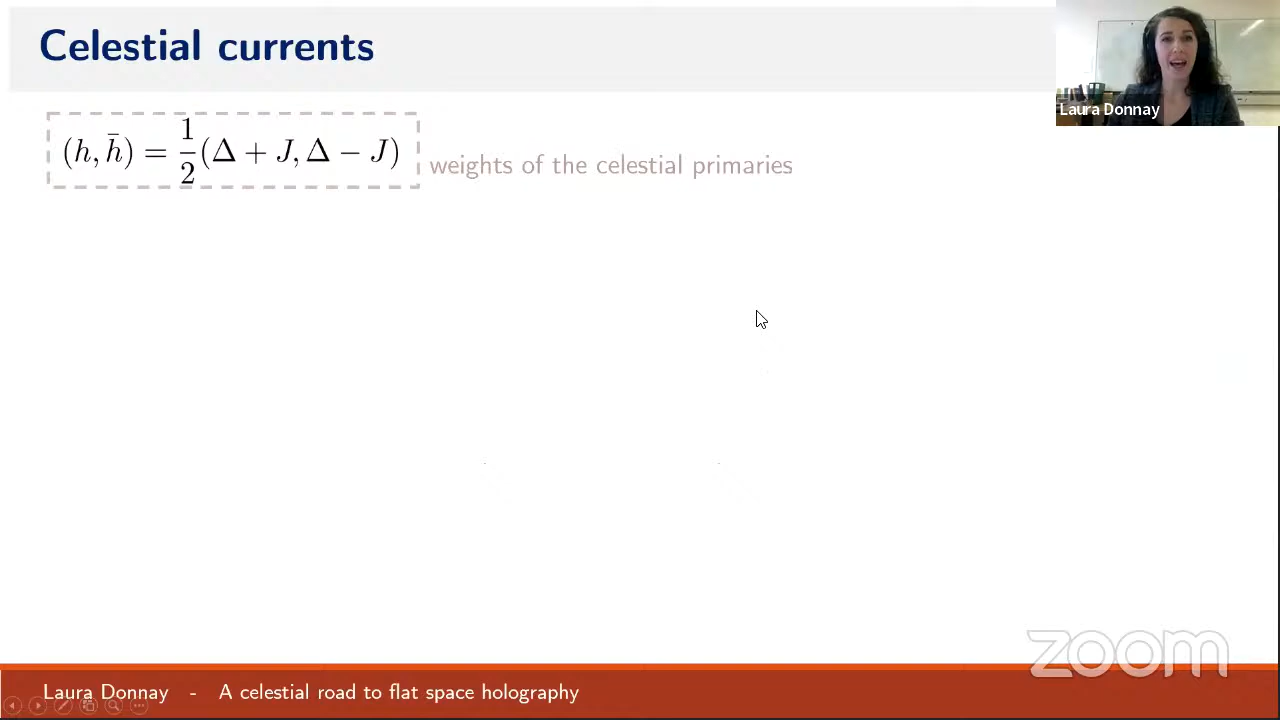 Celestial currents
Laura Donnay
(h, h̄) = 1/2 (Δ + J, Δ − J)
weights of the celestial primaries
zoom
Laura Donnay - A celestial road to flat space holography